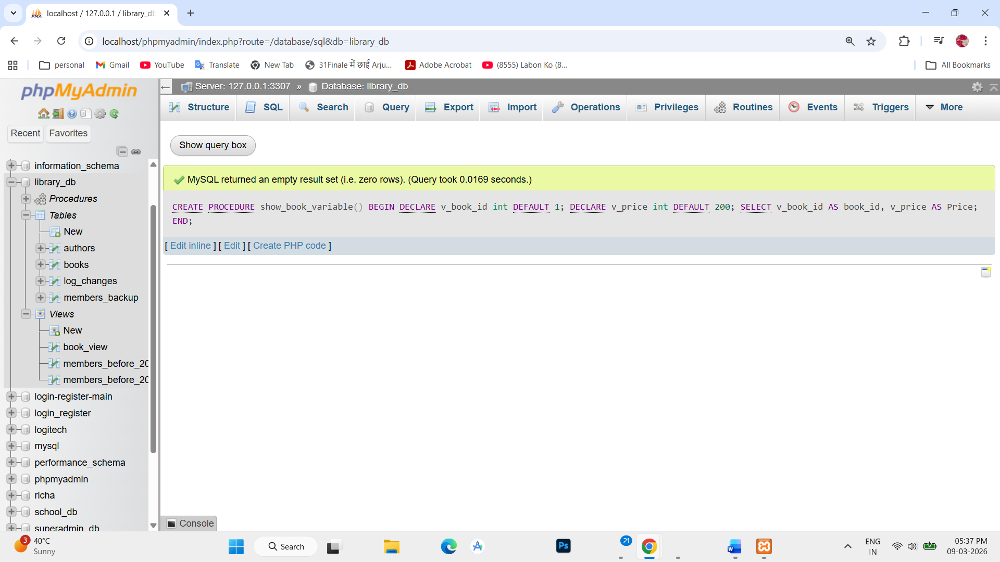 localhost / 127.0.0.1 / library_db
localhost/phpmyadmin/index.php?route=/database/sql&db=library_db
personal Gmail YouTube Translate New Tab 31Finale में छाई Arju... Adobe Acrobat (8555) Labon Ko (8... All Bookmarks
phpMyAdmin
Recent Favorites
information_schema
library_db
Procedures
Tables
New
authors
books
log_changes
members_backup
Views
New
book_view
members_before_20
members_before_20
login-register-main
login_register
logitech
mysql
performance_schema
phpmyadmin
richa
school_db
superadmin_db
Server: 127.0.0.1:3307 » Database: library_db
Structure SQL Search Query Export Import Operations Privileges Routines Events Triggers More
Show query box
MySQL returned an empty result set (i.e. zero rows). (Query took 0.0169 seconds.)
CREATE PROCEDURE show_book_variable() BEGIN DECLARE v_book_id int DEFAULT 1; DECLARE v_price int DEFAULT 200; SELECT v_book_id AS book_id, v_price AS Price;
END;
[ Edit inline ] [ Edit ] [ Create PHP code ]
Console
3
40°C
Sunny
Search
Ps
21
ENG
IN
05:37 PM
09-03-2026